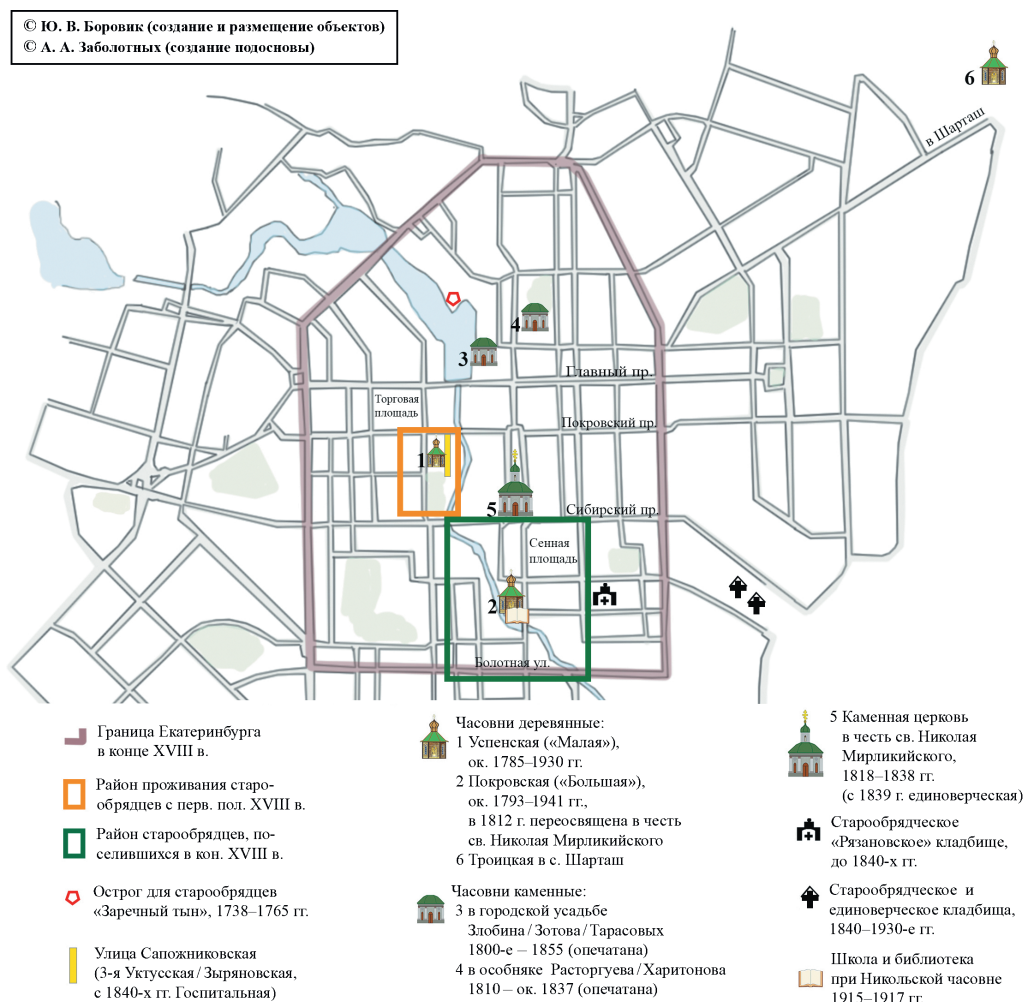 © Ю. В. Боровик (создание и размещение объектов)
© А. А. Заболотных (создание подосновы)
6
в Шарташ
4
3
Главный пр.
Торговая
площадь
Покровский пр.
1
5
Сибирский пр.
Сенная
площадь
2
Болотная ул.
Граница Екатеринбурга
в конце XVIII в.
Район проживания старо-
обрядцев с перв. пол. XVIII в.
Район старообрядцев, по-
селившихся в кон. XVIII в.
Острог для старообрядцев
«Заречный тын», 1738–1765 гг.
Улица Сапожниковская
(3-я Уктусская / Зыряновская,
с 1840-х гг. Госпитальная)
Часовни деревянные:
1 Успенская («Малая»),
ок. 1785–1930 гг.
2 Покровская («Большая»),
ок. 1793–1941 гг.,
в 1812 г. переосвящена в честь
св. Николая Мирликийского
6 Троицкая в с. Шарташ
Часовни каменные:
3 в городской усадьбе
Злобина / Зотова / Тарасовых
1800-е – 1855 (опечатана)
4 в особняке Расторгуева / Харитонова
1810 – ок. 1837 (опечатана)
5 Каменная церковь
в честь св. Николая
Мирликийского,
1818–1838 гг.
(с 1839 г. единоверческая)
Старообрядческое
«Рязановское» кладбище,
до 1840-х гг.
Старообрядческое и
единоверческое кладбища,
1840–1930-е гг.
Школа и библиотека
при Никольской часовне
1915–1917 гг.